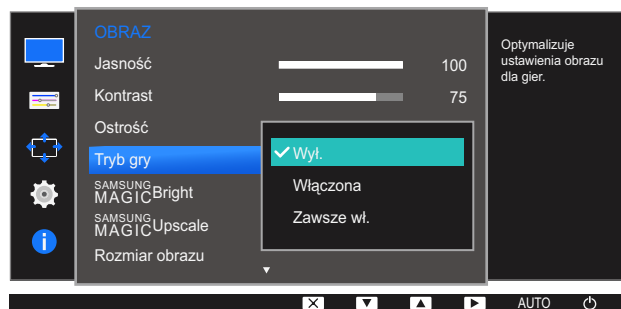 OBRAZ
Jasność 100
Kontrast 75
Ostrość
Tryb gry
SAMSUNG MAGIC Bright
SAMSUNG MAGIC Upscale
Rozmiar obrazu
Wył.
Włączona
Zawsze wł.
Optymalizuje
ustawienia obrazu
dla gier.
AUTO